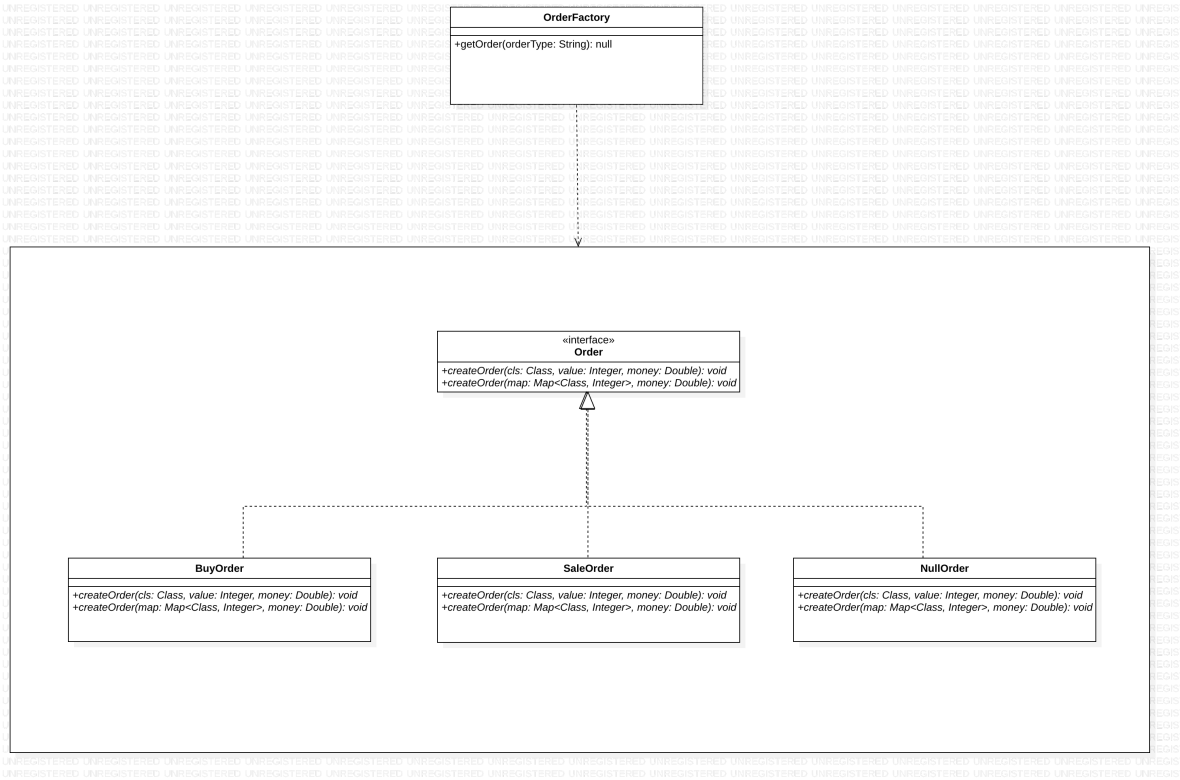 OrderFactory
+getOrder(orderType: String): null
«interface»
Order
+createOrder(cls: Class, value: Integer, money: Double): void
+createOrder(map: Map<Class, Integer>, money: Double): void
BuyOrder
+createOrder(cls: Class, value: Integer, money: Double): void
+createOrder(map: Map<Class, Integer>, money: Double): void
SaleOrder
+createOrder(cls: Class, value: Integer, money: Double): void
+createOrder(map: Map<Class, Integer>, money: Double): void
NullOrder
+createOrder(cls: Class, value: Integer, money: Double): void
+createOrder(map: Map<Class, Integer>, money: Double): void